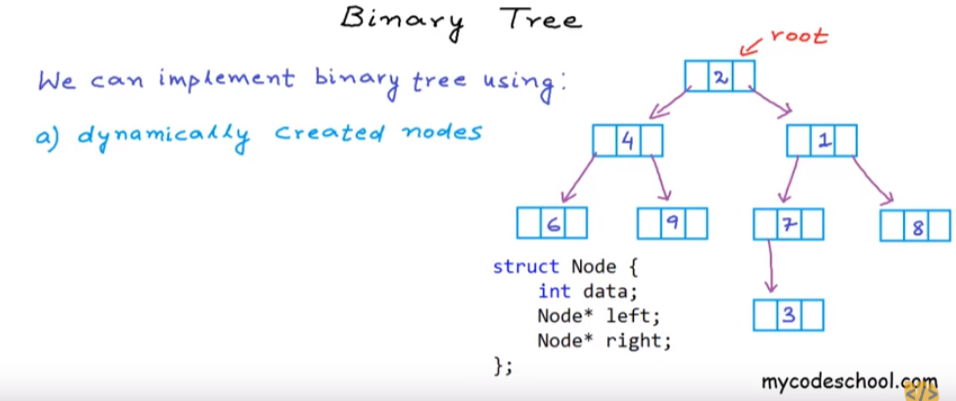 Binary Tree
root
We can implement binary tree using:
a) dynamically created nodes
2
4
1
6
9
7
8
3
struct Node {
int data;
Node* left;
Node* right;
};
mycodeschool.com
</>